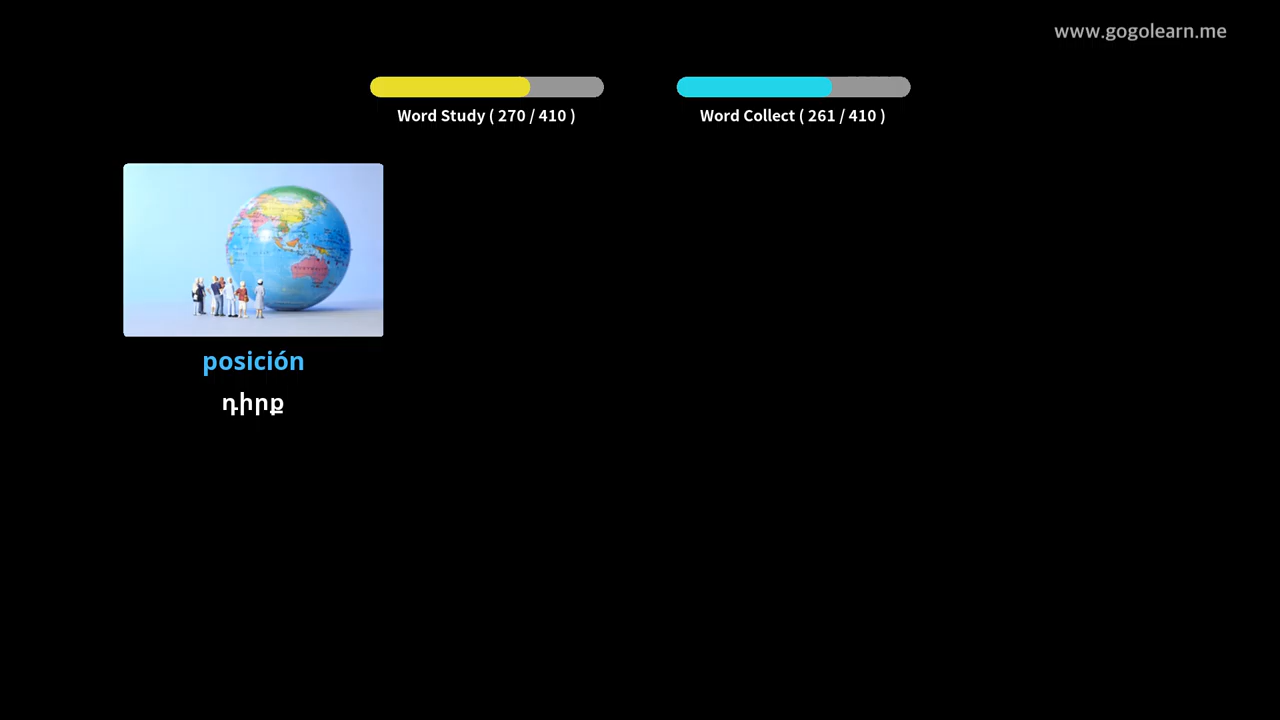 www.gogolearn.me
Word Study ( 270 / 410 )
Word Collect ( 261 / 410 )
posición
դիրք